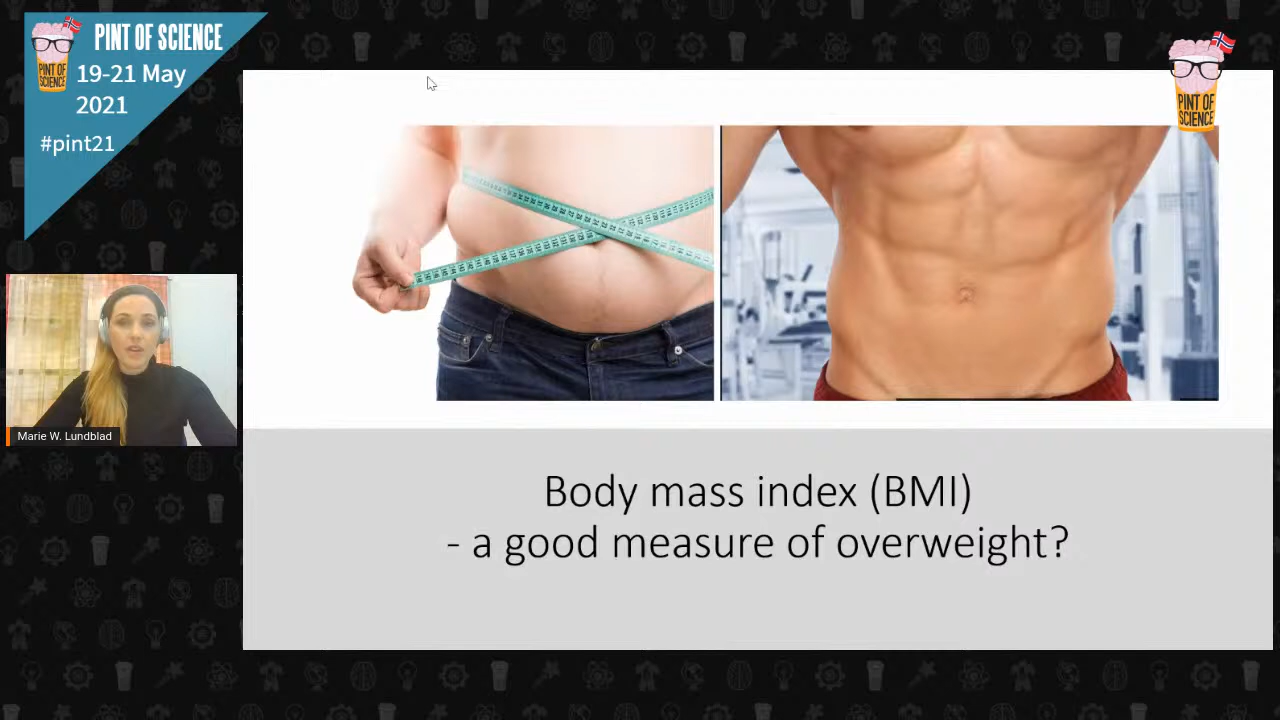 PINT OF SCIENCE
19-21 May
2021
#pint21
PINT OF
SCIENCE
PINT OF
SCIENCE
Marie W. Lundblad
Body mass index (BMI)
- a good measure of overweight?